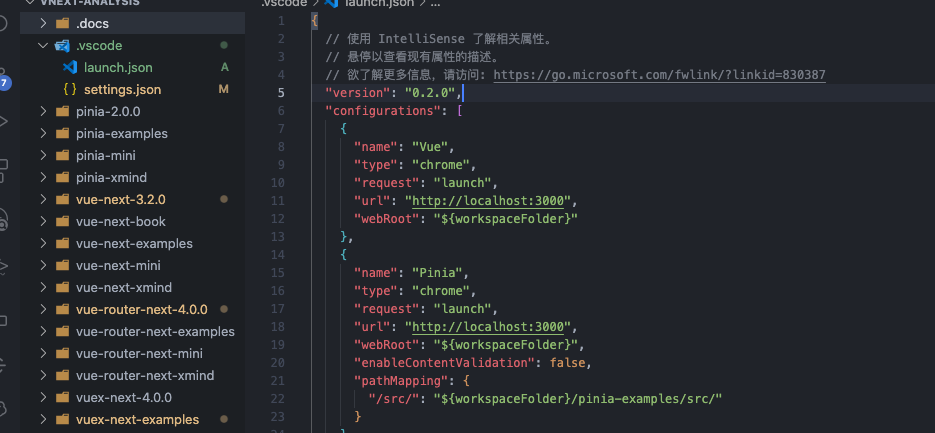 VNEXT-ANALYSIS
.docs
.vscode
launch.json A
settings.json M
pinia-2.0.0
pinia-examples
pinia-mini
pinia-xmind
vue-next-3.2.0
vue-next-book
vue-next-examples
vue-next-mini
vue-next-xmind
vue-router-next-4.0.0
vue-router-next-examples
vue-router-next-mini
vue-router-next-xmind
vuex-next-4.0.0
vuex-next-examples
7
.vscode > launch.json > ...
1 {
2 // 使用 IntelliSense 了解相关属性。
3 // 悬停以查看现有属性的描述。
4 // 欲了解更多信息，请访问: https://go.microsoft.com/fwlink/?linkid=830387
5 "version": "0.2.0",
6 "configurations": [
7 {
8 "name": "Vue",
9 "type": "chrome",
10 "request": "launch",
11 "url": "http://localhost:3000",
12 "webRoot": "${workspaceFolder}"
13 },
14 {
15 "name": "Pinia",
16 "type": "chrome",
17 "request": "launch",
18 "url": "http://localhost:3000",
19 "webRoot": "${workspaceFolder}",
20 "enableContentValidation": false,
21 "pathMapping": {
22 "/src/": "${workspaceFolder}/pinia-examples/src/"
23 }